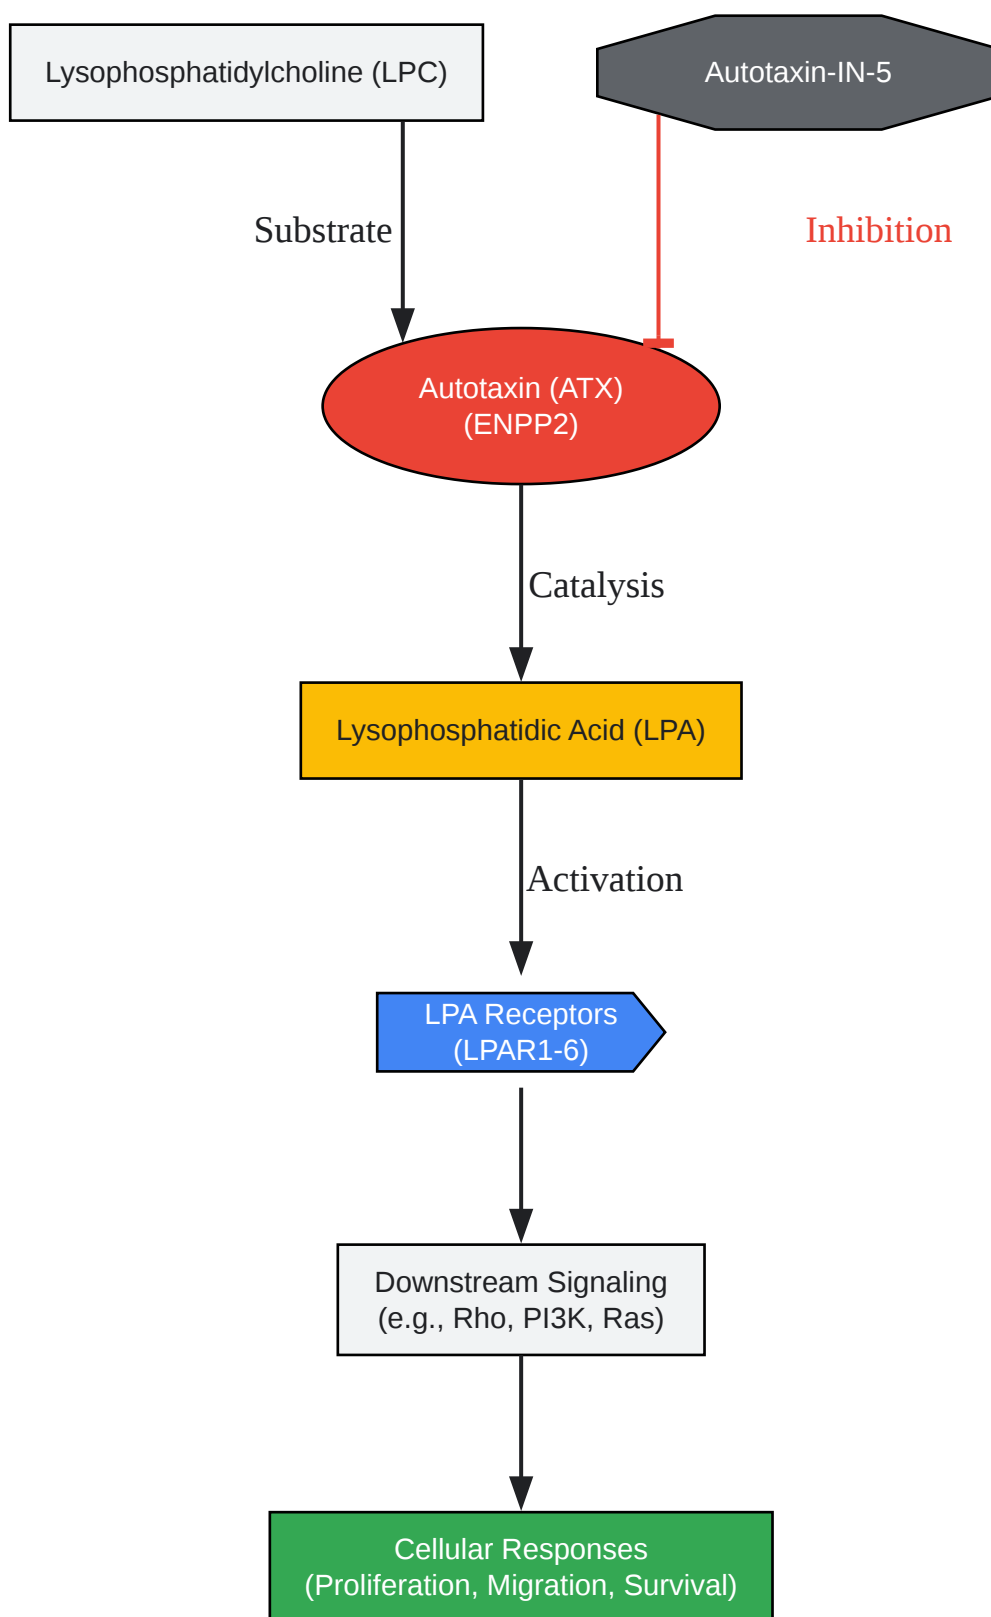 Lysophosphatidylcholine (LPC)
Autotaxin-IN-5
Substrate
Inhibition
Autotaxin (ATX)
(ENPP2)
Catalysis
Lysophosphatidic Acid (LPA)
Activation
LPA Receptors
(LPAR1-6)
Downstream Signaling
(e.g., Rho, PI3K, Ras)
Cellular Responses
(Proliferation, Migration, Survival)